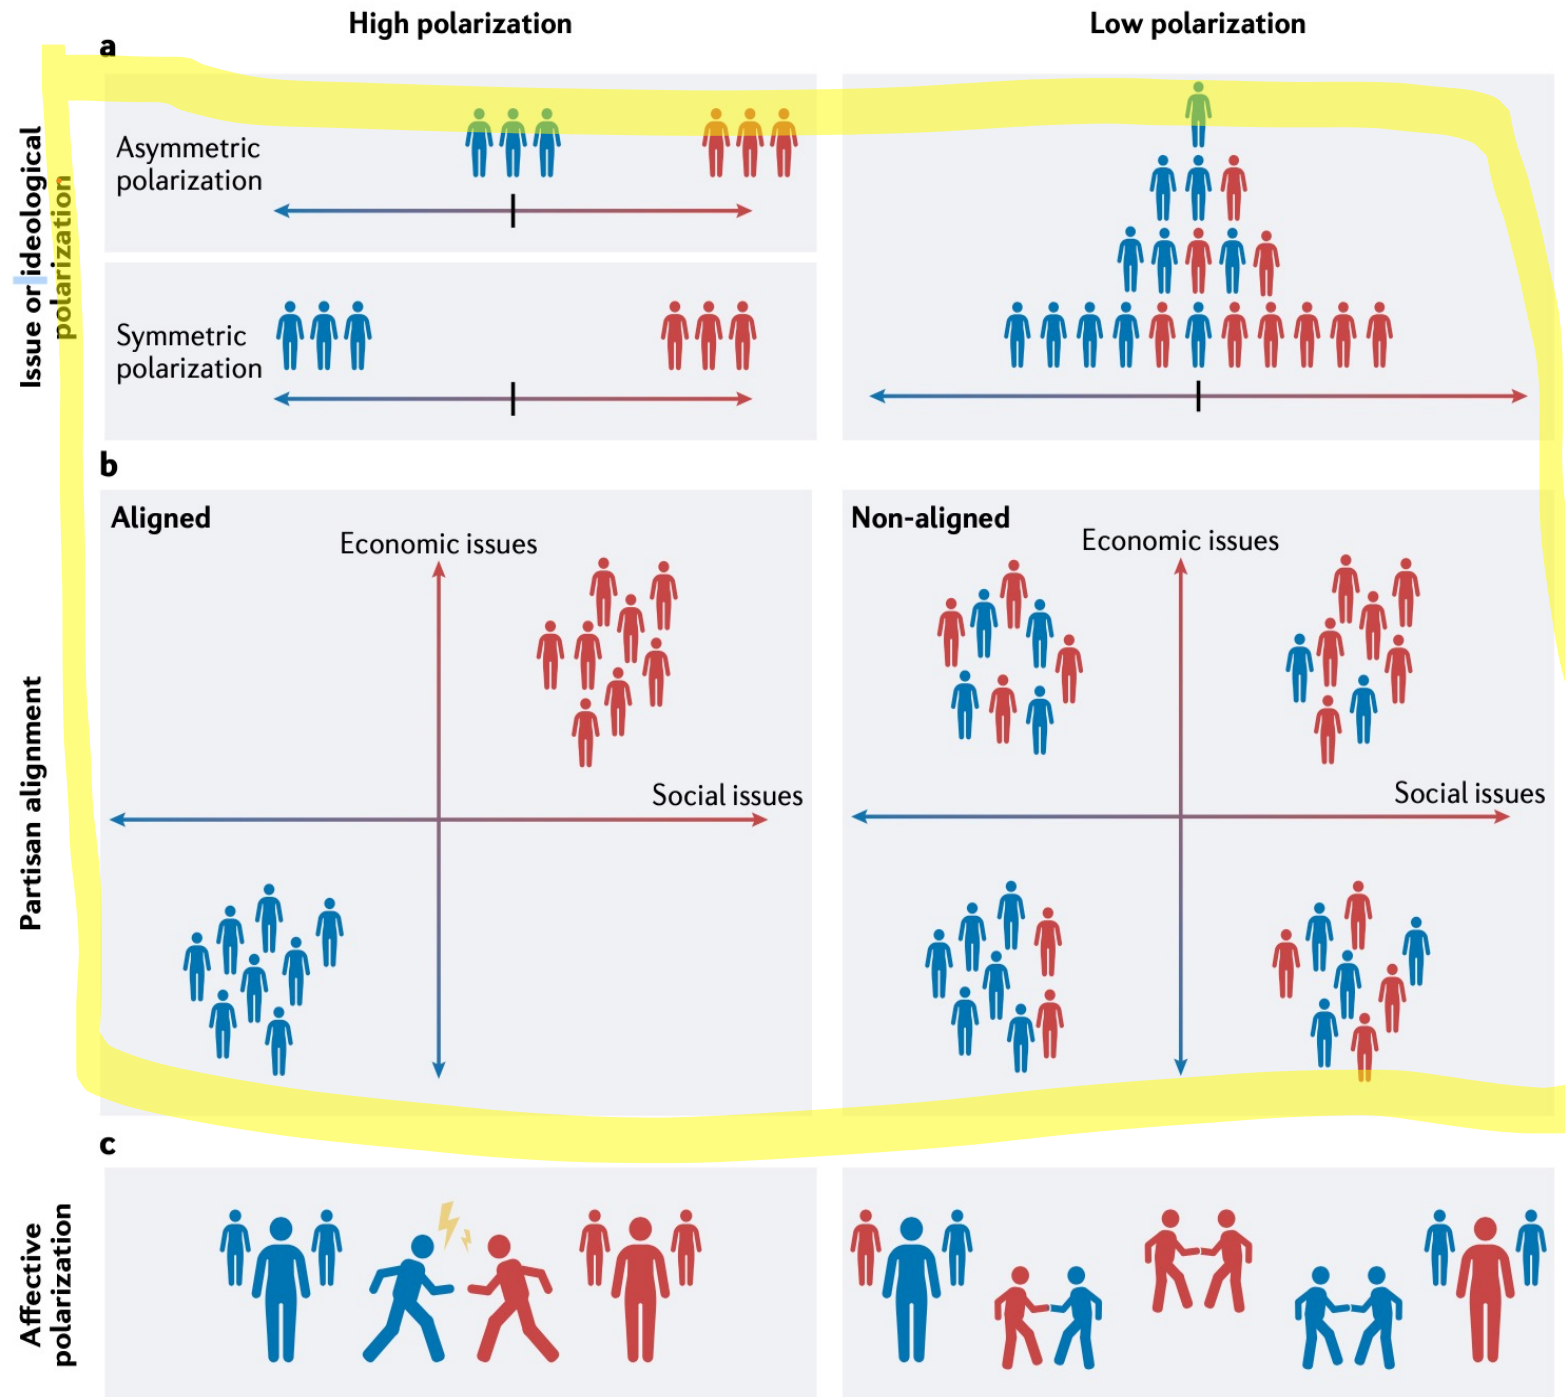 High polarization
Low polarization
a
Issue or ideological
polarization
Asymmetric
polarization
Symmetric
polarization
b
Partisan alignment
Aligned
Economic issues
Social issues
Non-aligned
Economic issues
Social issues
c
Affective
polarization